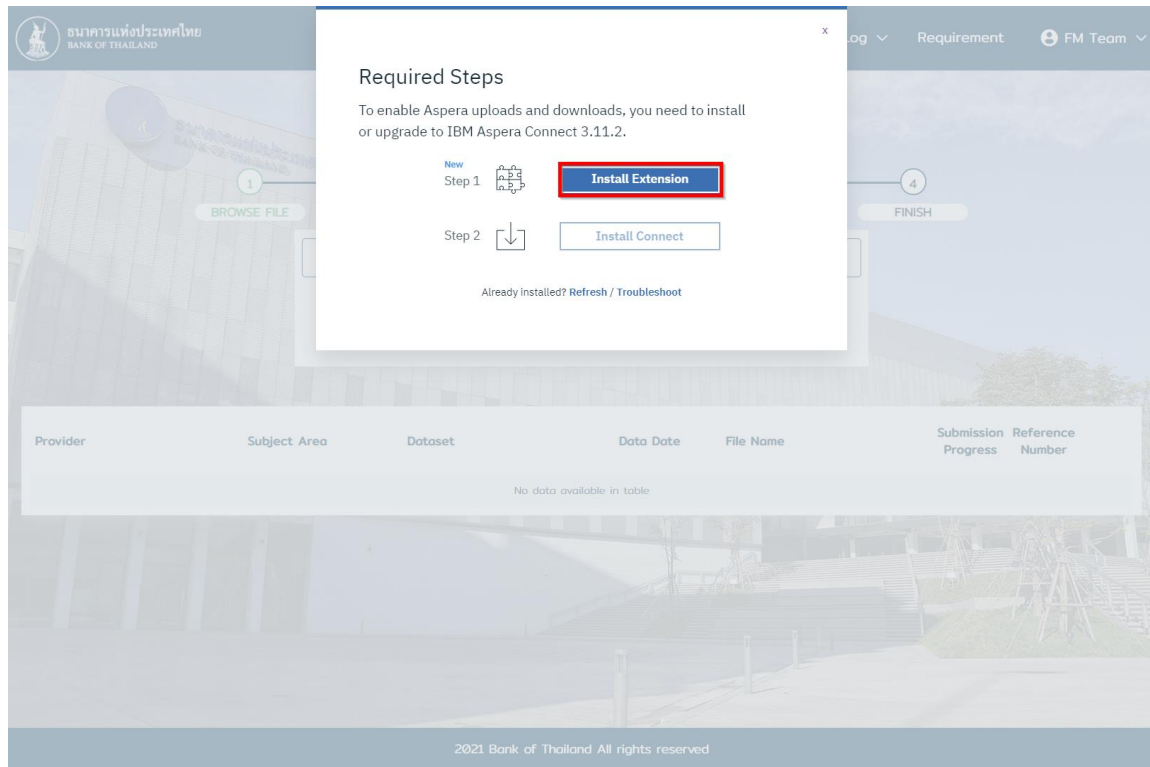 ธนาคารแห่งประเทศไทย
BANK OF THAILAND
Requirement
FM Team
x
Required Steps
To enable Aspera uploads and downloads, you need to install
or upgrade to IBM Aspera Connect 3.11.2.
New
Step 1
Install Extension
Step 2
Install Connect
Already installed? Refresh / Troubleshoot
1
BROWSE FILE
4
FINISH
Provider
Subject Area
Dataset
Data Date
File Name
Submission Progress
Reference Number
No data available in table
2021 Bank of Thailand All rights reserved